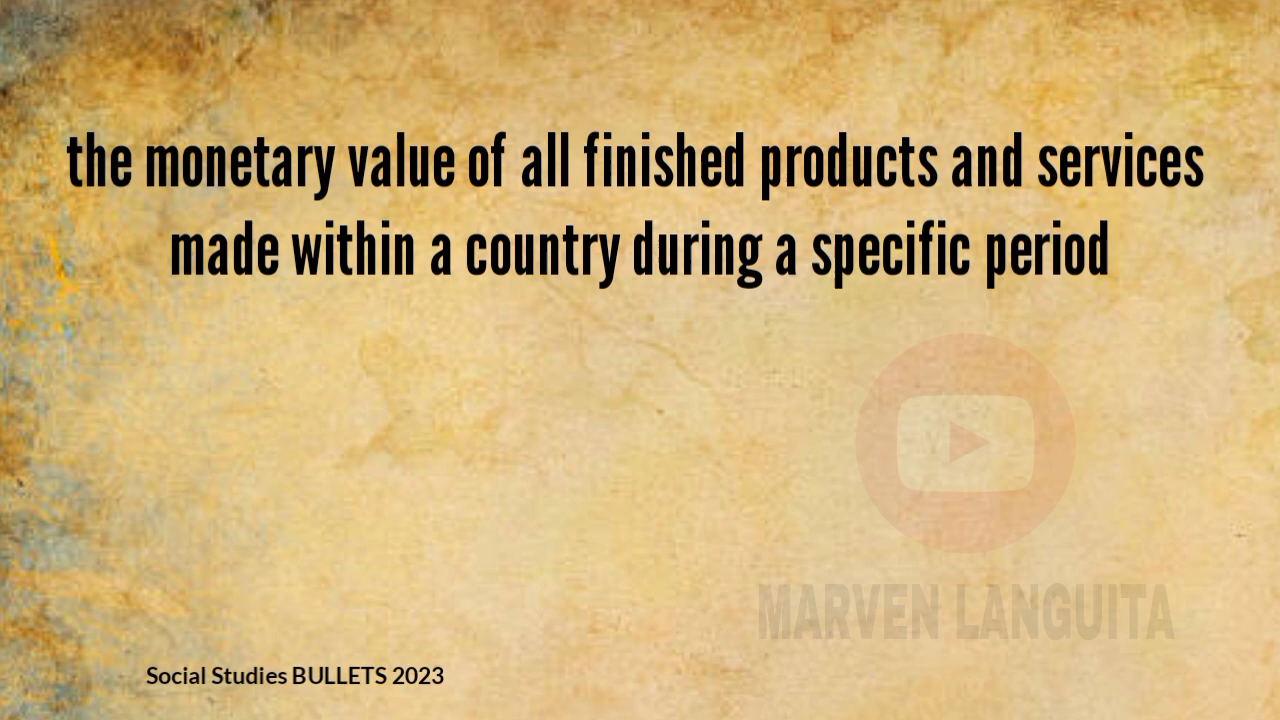 the monetary value of all finished products and services
made within a country during a specific period
MARVEN LANGUITA
Social Studies BULLETS 2023